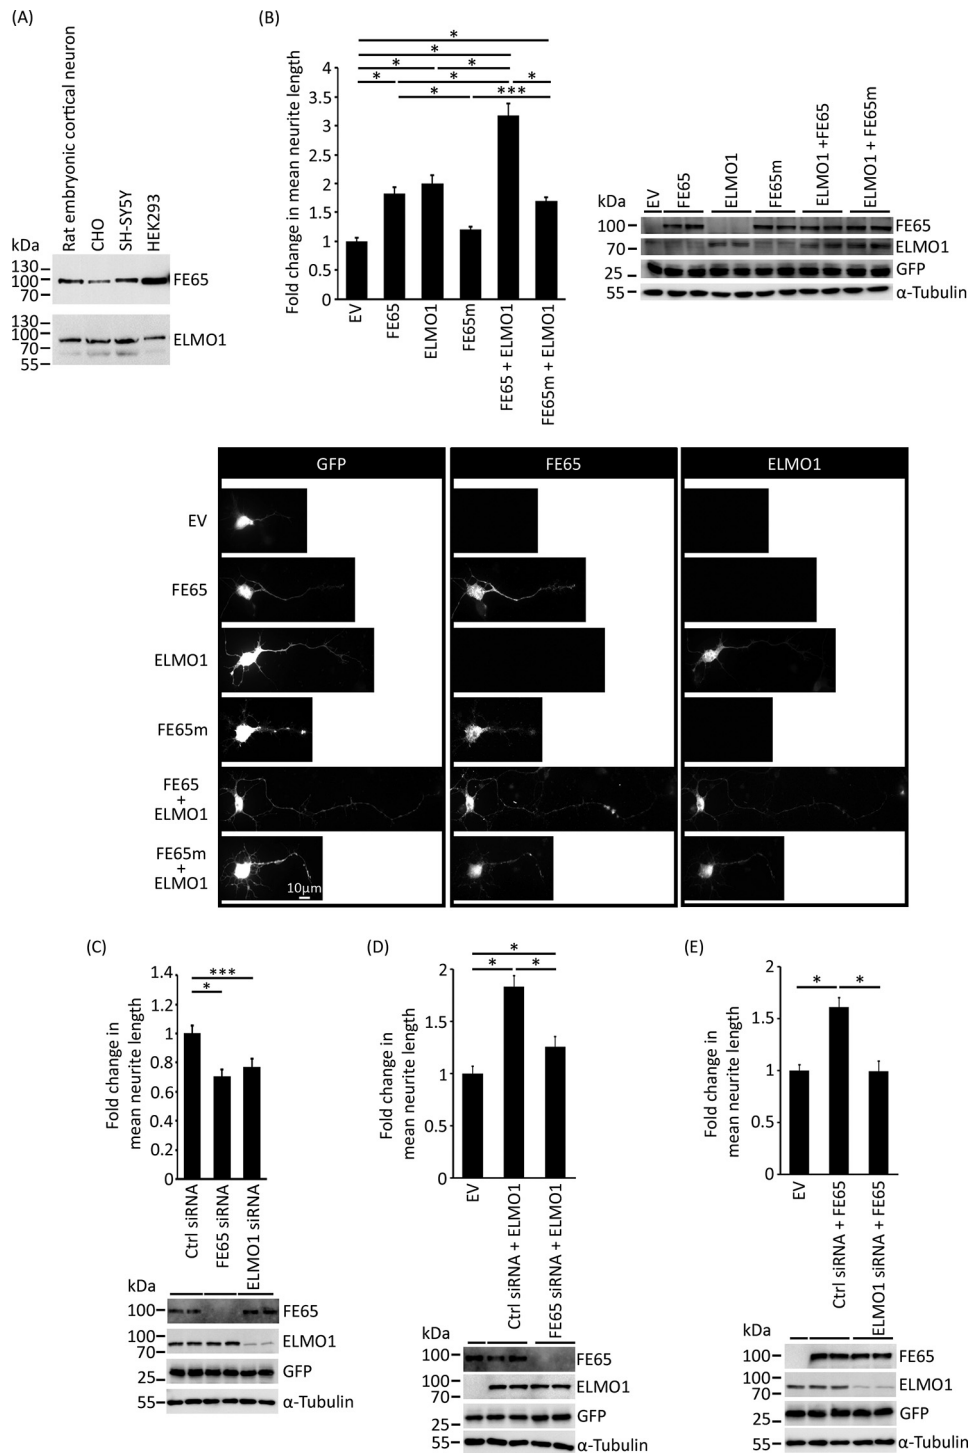 (A)
Rat embryonic cortical neuron
CHO
SH-SY5Y
HEK293
kDa
130
100
70
FE65
130
100
70
55
ELMO1
(B)
Fold change in mean neurite length
4
3.5
3
2.5
2
1.5
1
0.5
0
*
*
* *
* * *
* ***
EV
FE65
ELMO1
FE65m
FE65 + ELMO1
FE65m + ELMO1
kDa
EV
FE65
ELMO1
FE65m
ELMO1 +FE65
ELMO1 + FE65m
100 FE65
70 ELMO1
25 GFP
55 α-Tubulin
GFP FE65 ELMO1
EV
FE65
ELMO1
FE65m
FE65
+
ELMO1
FE65m
+
ELMO1
10µm
(C)
Fold change in
mean neurite length
1.4
1.2
1
0.8
0.6
0.4
0.2
0
***
*
Ctrl siRNA
FE65 siRNA
ELMO1 siRNA
kDa
100 FE65
100
70
ELMO1
25 GFP
55 α-Tubulin
(D)
Fold change in
mean neurite length
2
1.5
1
0.5
0
*
* *
EV
Ctrl siRNA + ELMO1
FE65 siRNA + ELMO1
kDa
100 FE65
100
70
ELMO1
25 GFP
55 α-Tubulin
(E)
Fold change in
mean neurite length
2
1.5
1
0.5
0
* *
EV
Ctrl siRNA + FE65
ELMO1 siRNA + FE65
kDa
100 FE65
100
70
ELMO1
25 GFP
55 α-Tubulin